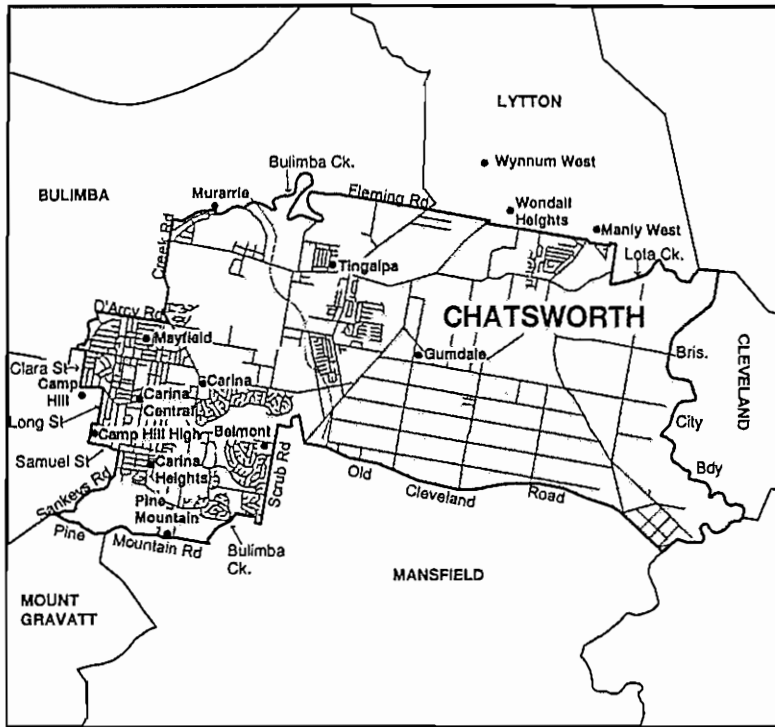 LYTTON
Wynnum West
Bulimba Ck.
BULIMBA
Murarrie
Fleming Rd
Wondall
Heights
Manly West
Creek Rd
Lota Ck.
Tingalpa
D'Arcy Rd
CHATSWORTH
Mayfield
Gumdale
Bris.
CLEVELAND
Clara St
Camp
Hill
Carina
Carina
Central
Long St
City
Camp Hill High
Belmont
Samuel St
Carina
Heights
Scrub Rd
Old
Cleveland
Road
Bdy
Sankeys Rd
Pine
Mountain
Pine
Mountain Rd
Bulimba
Ck.
MANSFIELD
MOUNT
GRAVATT